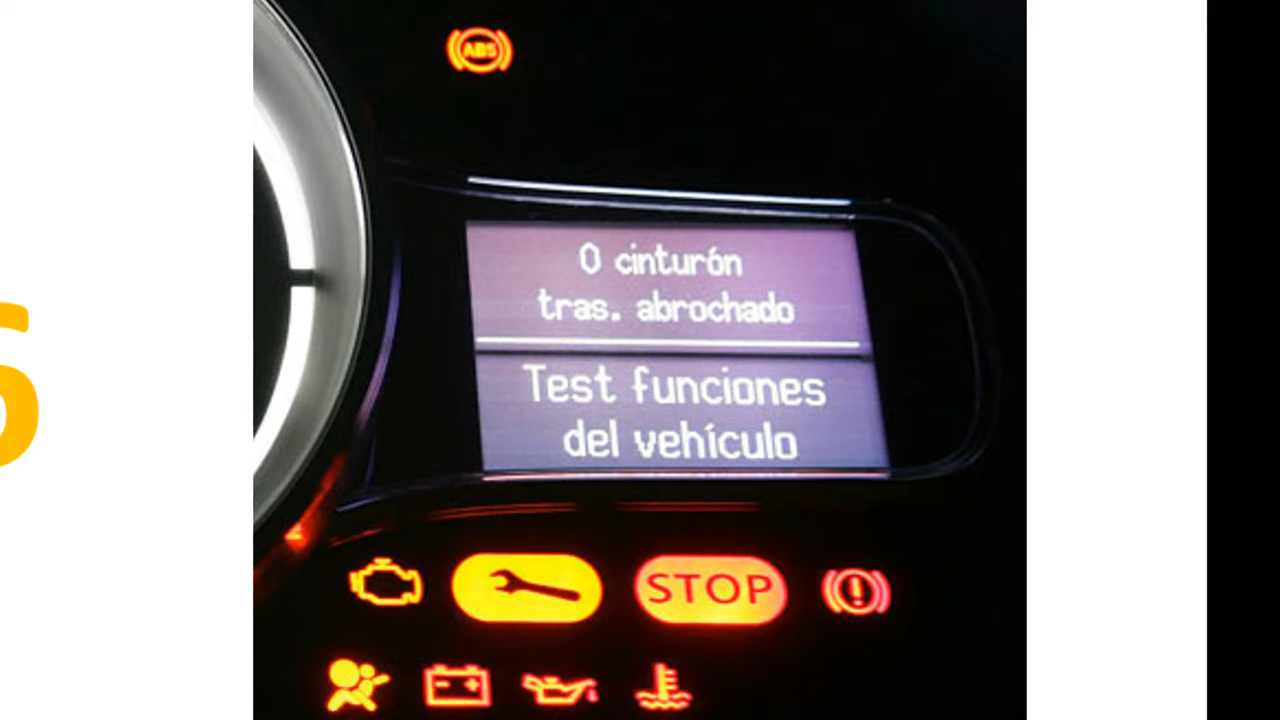 ABS
0 cinturón
tras. abrochado
Test funciones
del vehículo
STOP